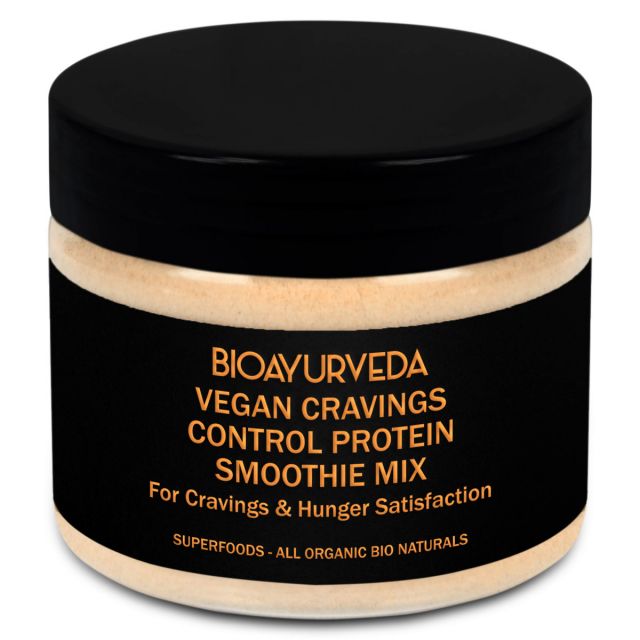 BIOAYURVEDA
VEGAN CRAVINGS
CONTROL PROTEIN
SMOOTHIE MIX
For Cravings & Hunger Satisfaction
SUPERFOODS - ALL ORGANIC BIO NATURALS